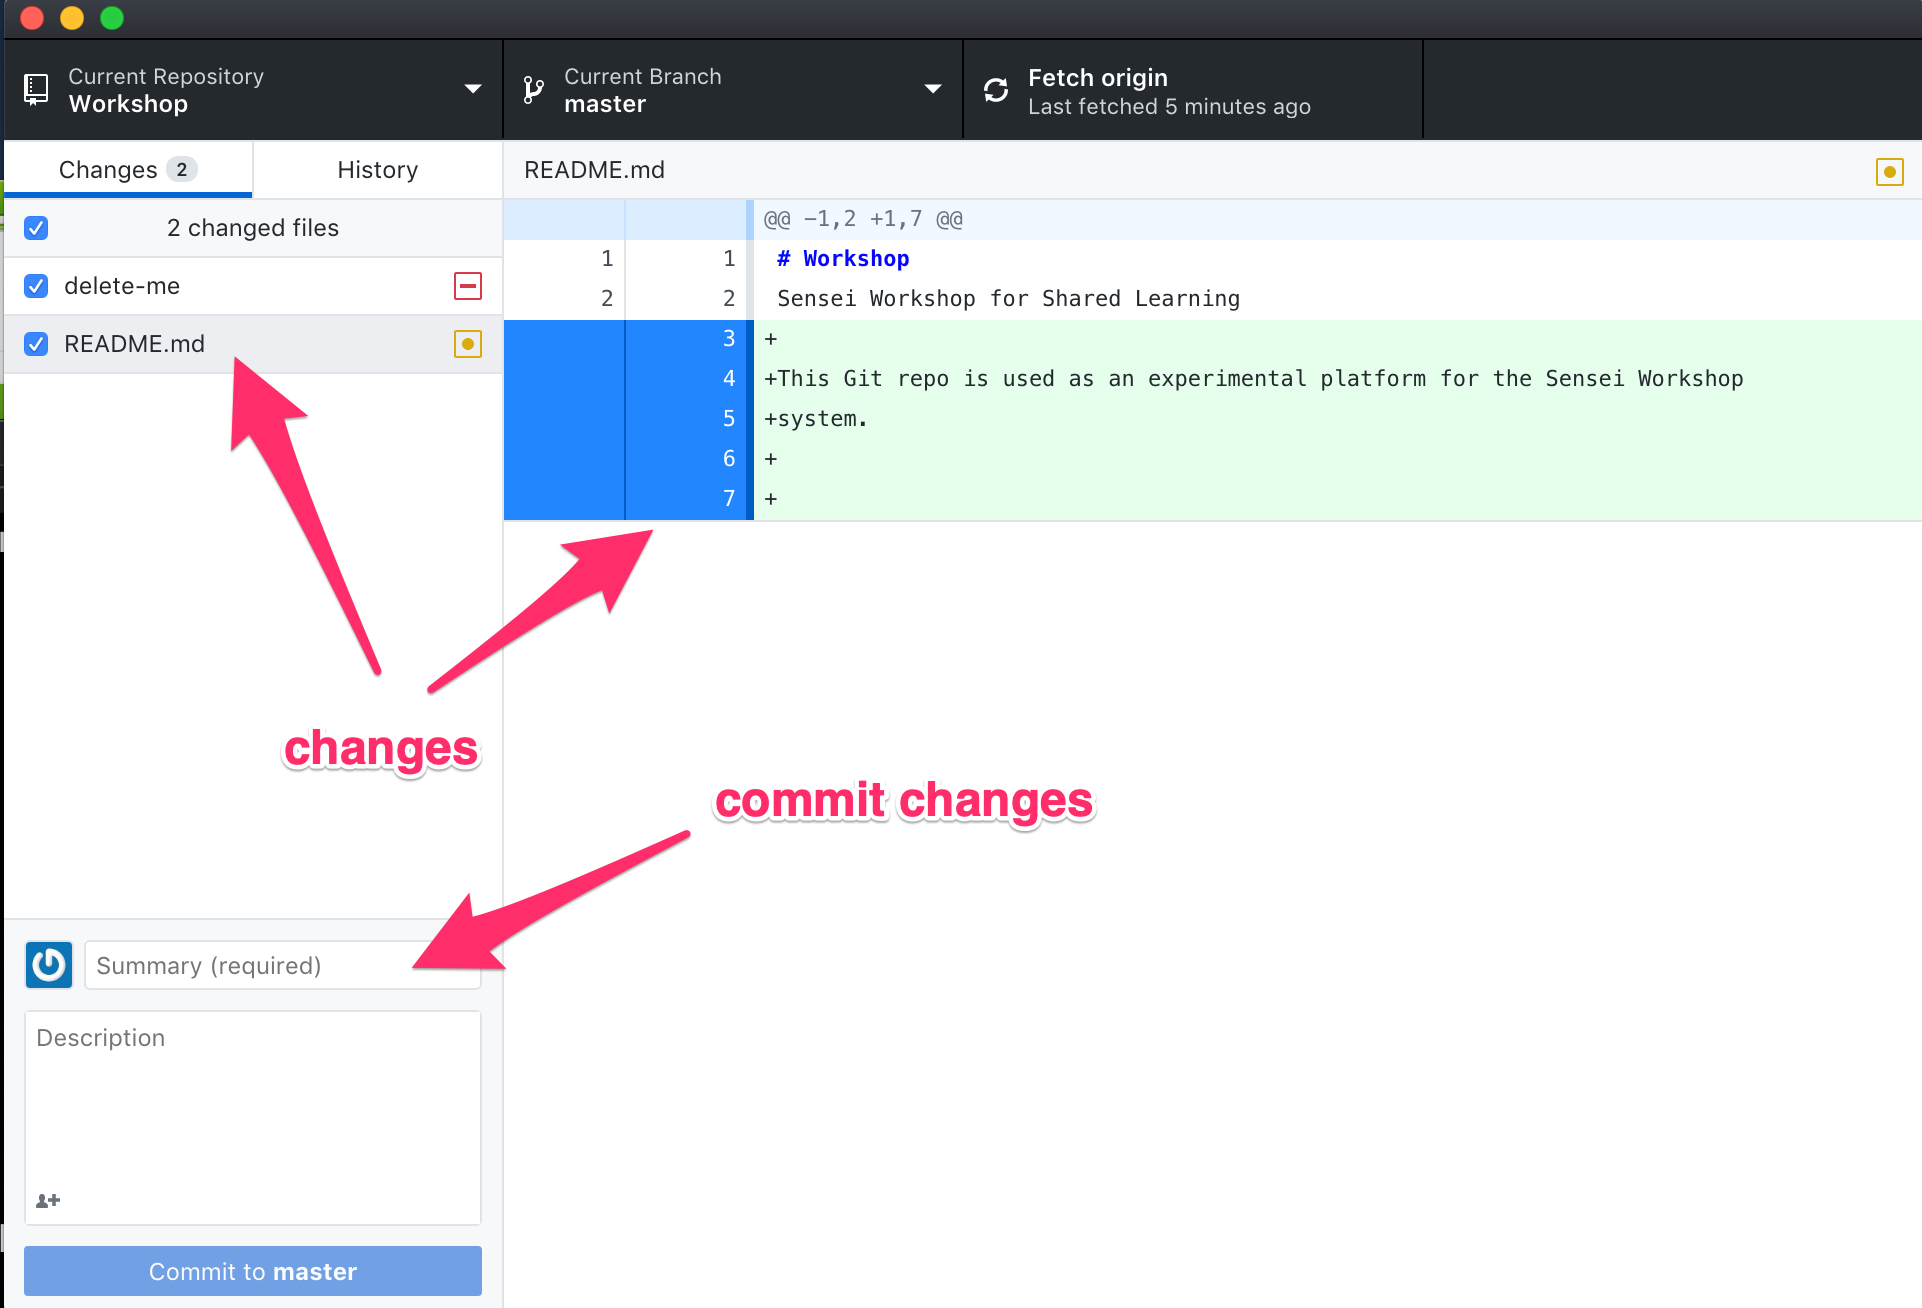 Current Repository
Workshop
Current Branch
master
Fetch origin
Last fetched 5 minutes ago
Changes 2
History
README.md
2 changed files
delete-me
README.md
@@ -1,2 +1,7 @@
1 1 # Workshop
2 2 Sensei Workshop for Shared Learning
3 +
4 +This Git repo is used as an experimental platform for the Sensei Workshop
5 +system.
6 +
7 +
changes
commit changes
Summary (required)
Description
Commit to master